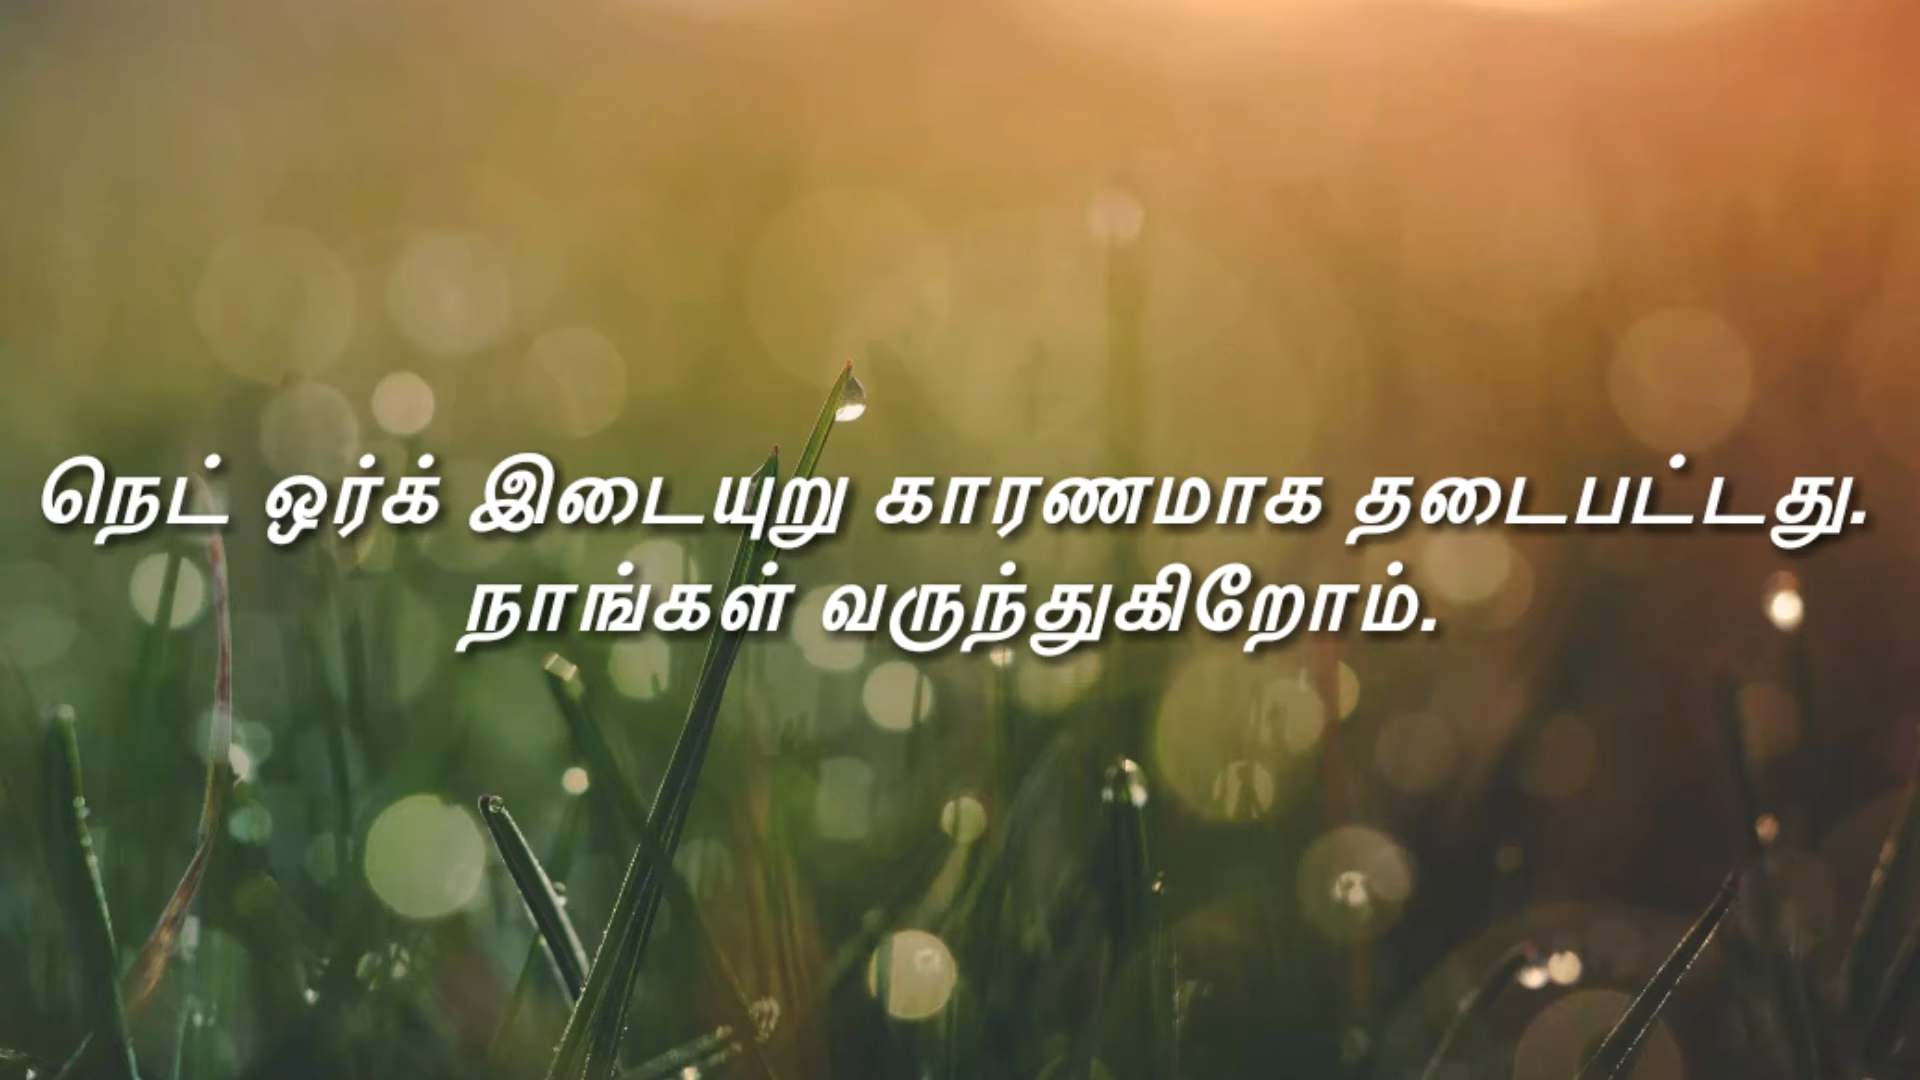 நெட் ஒர்க் இடையுறு காரணமாக தடைபட்டது.
நாங்கள் வருந்துகிறோம்.